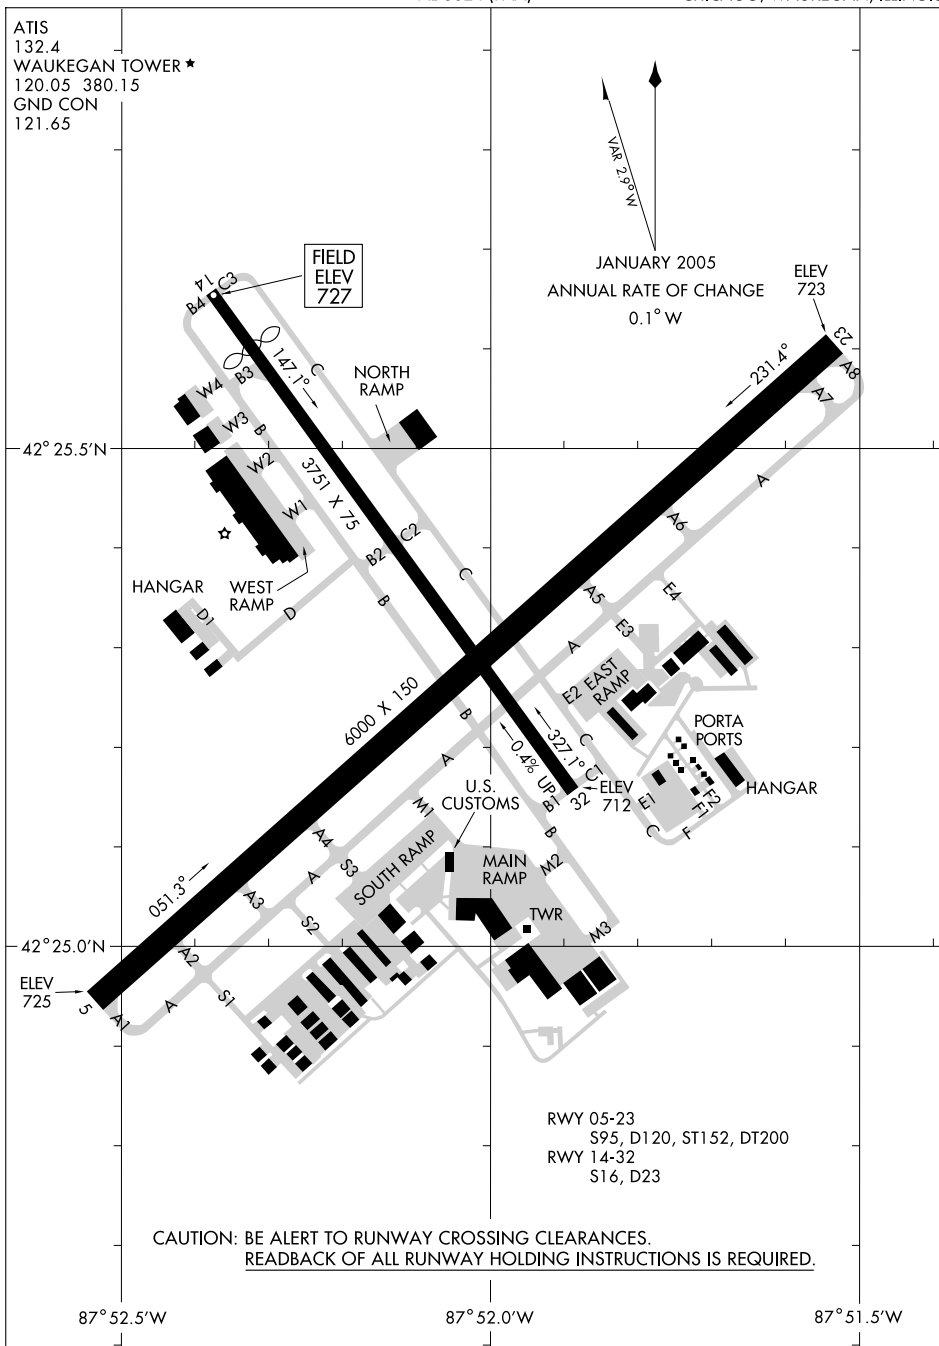 ATIS
132.4
WAUKEGAN TOWER ★
120.05 380.15
GND CON
121.65
VAR 2.9° W
JANUARY 2005
ANNUAL RATE OF CHANGE
0.1° W
FIELD
ELEV
727
ELEV
723
14
C3
B4
23
A8
A7
231.4°
147.1°
C
NORTH
RAMP
W4
B3
W3
B
W2
W1
42° 25.5'N
3751 X 75
A
A6
C2
B2
C
WEST
RAMP
HANGAR
D1
D
B
A5
E4
E3
A
E2
EAST
RAMP
6000 X 150
B
C
327.1°
0.4% UP
C1
PORTA
PORTS
A
U.S.
CUSTOMS
M1
B1
32
ELEV
712
E1
F1
F2
HANGAR
C
F
B
A4
S3
SOUTH RAMP
MAIN
RAMP
M2
A
051.3°
A3
S2
TWR
M3
42° 25.0'N
A2
ELEV
725
S1
A
5
A1
RWY 05-23
S95, D120, ST152, DT200
RWY 14-32
S16, D23
CAUTION: BE ALERT TO RUNWAY CROSSING CLEARANCES.
READBACK OF ALL RUNWAY HOLDING INSTRUCTIONS IS REQUIRED.
87° 52.5'W
87° 52.0'W
87° 51.5'W